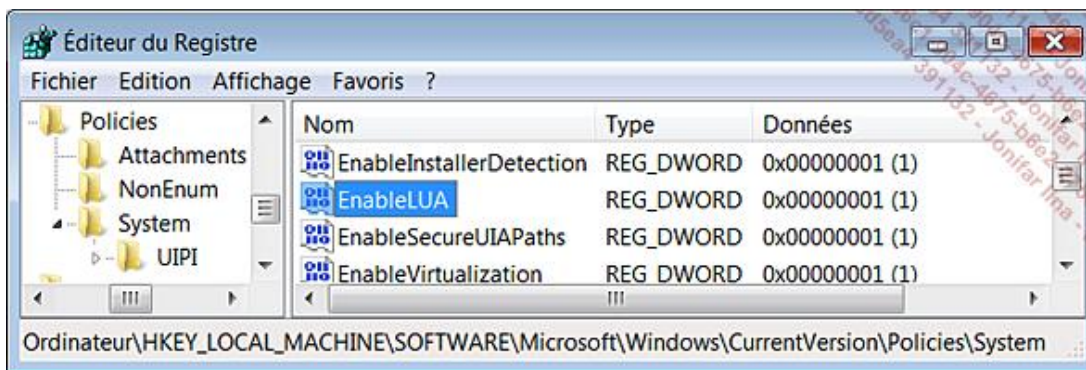 Éditeur du Registre
Fichier Edition Affichage Favoris ?
Policies
Attachments
NonEnum
System
UIPI
Nom Type Données
EnableInstallerDetection REG_DWORD 0x00000001 (1)
EnableLUA REG_DWORD 0x00000001 (1)
EnableSecureUIAPaths REG_DWORD 0x00000001 (1)
EnableVirtualization REG_DWORD 0x00000001 (1)
Ordinateur\HKEY_LOCAL_MACHINE\SOFTWARE\Microsoft\Windows\CurrentVersion\Policies\System